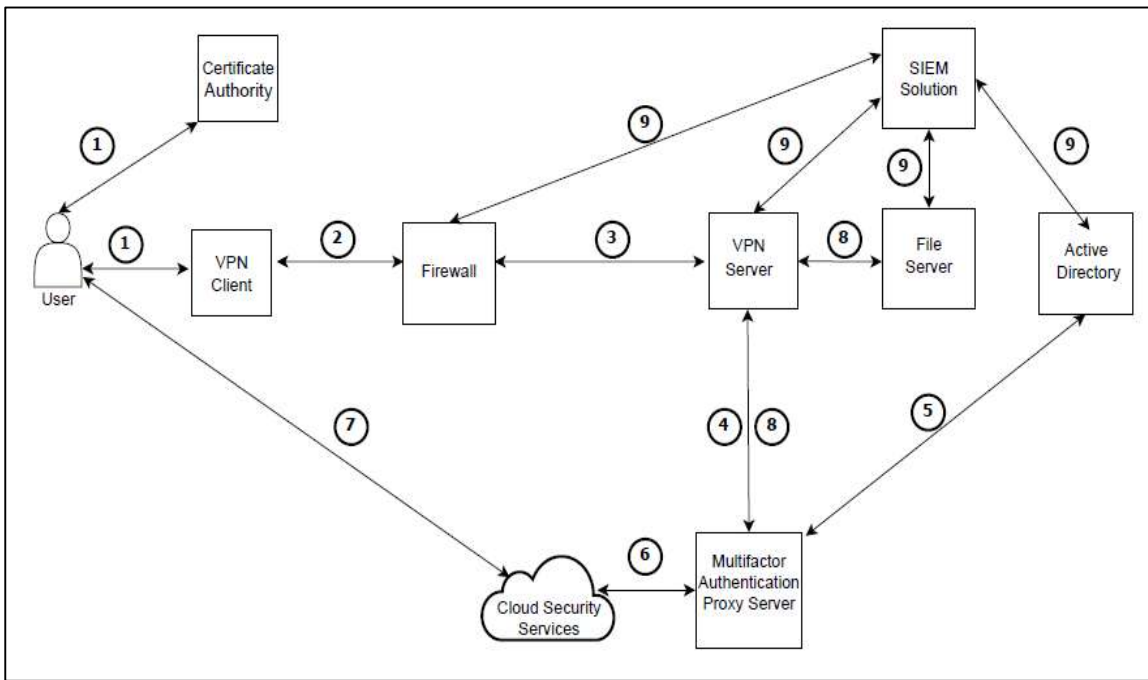 Certificate
Authority
SIEM
Solution
1
9
9
9
9
1
2
3
8
User
VPN
Client
Firewall
VPN
Server
File
Server
Active
Directory
7
4
8
5
6
Cloud Security
Services
Multifactor
Authentication
Proxy Server